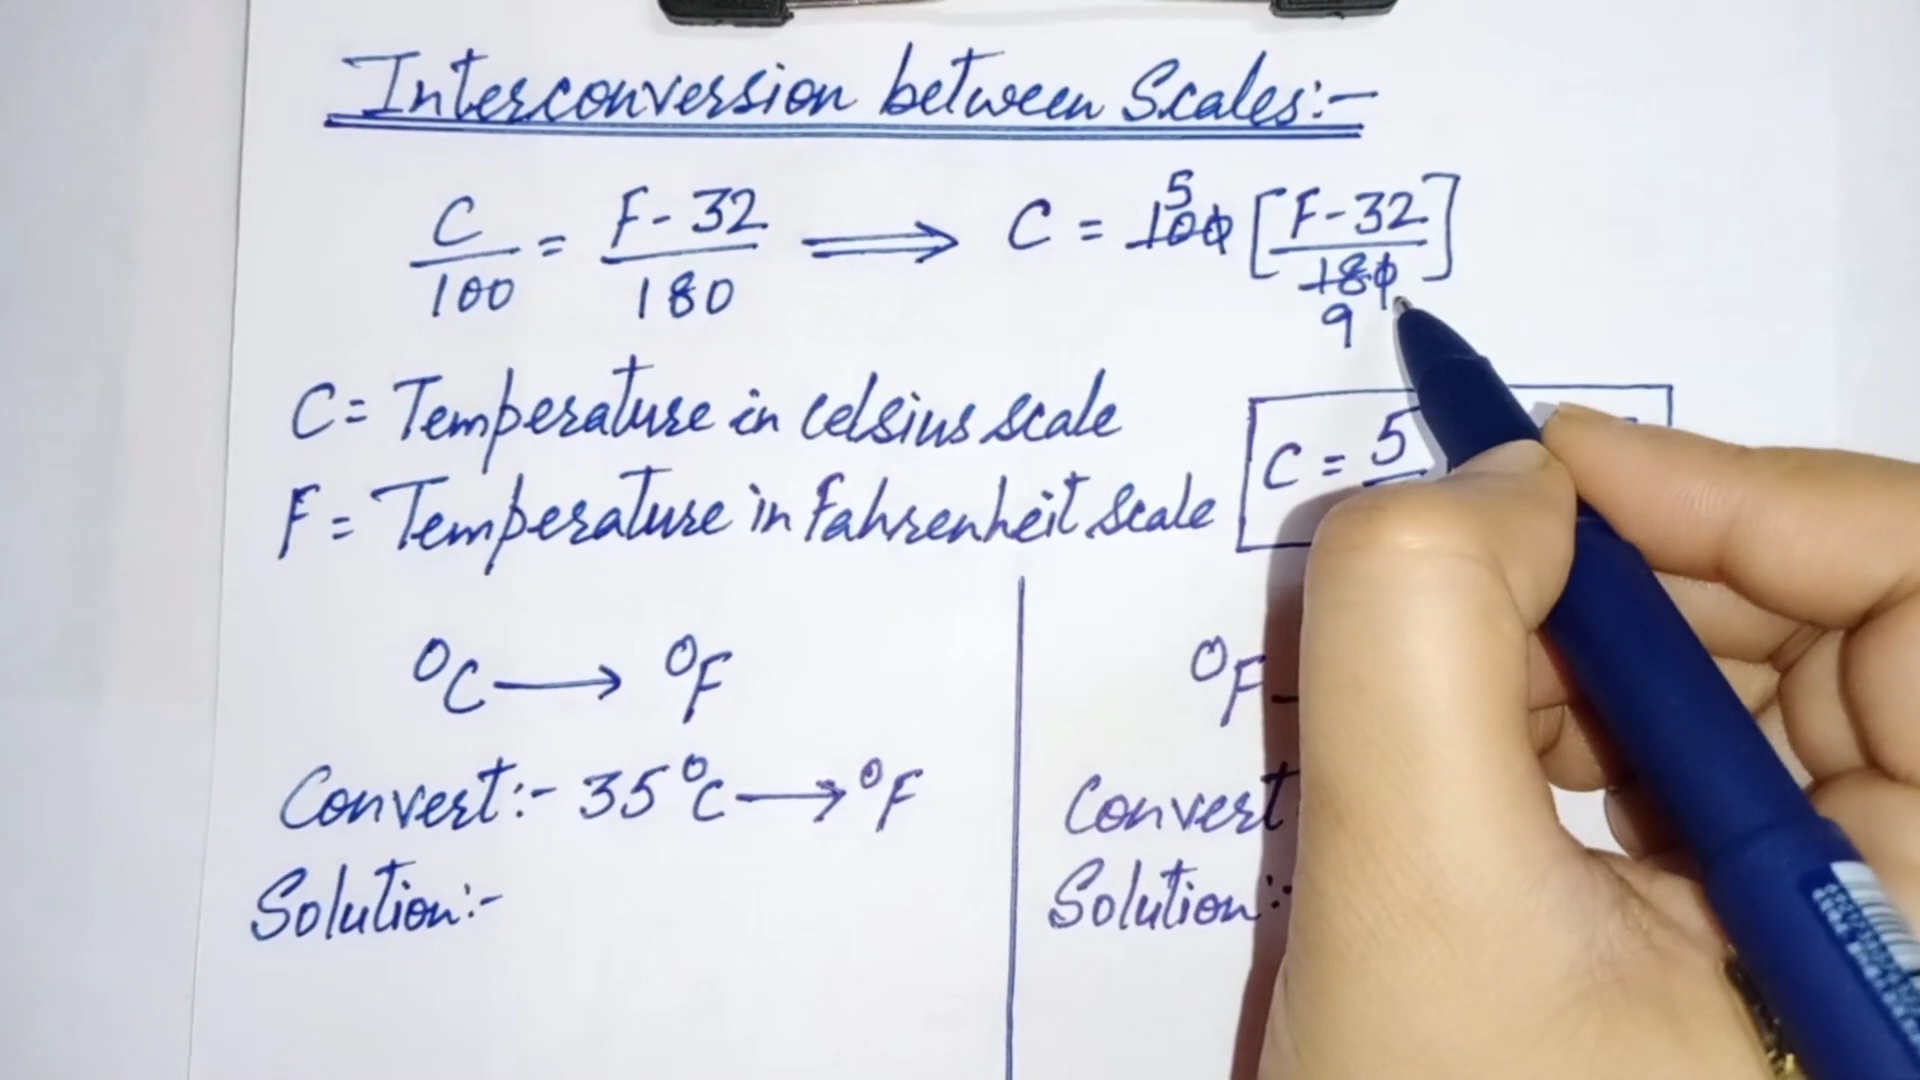 Interconversion between Scales:-
C/100 = F-32/180 ⟹ C = 100 5 [F-32/180 9]
C = Temperature in Celsius scale
F = Temperature in Fahrenheit scale
C = 5
°C → °F
Convert:- 35°C → °F
Solution:-
°F
Convert
Solution:-